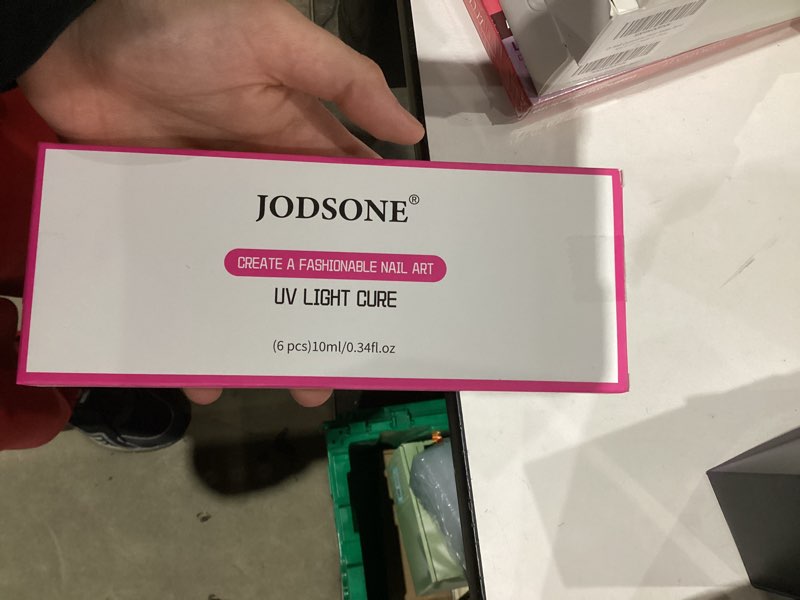 JODSONE®
CREATE A FASHIONABLE NAIL ART
UV LIGHT CURE
(6 pcs)10ml/0.34fl.oz